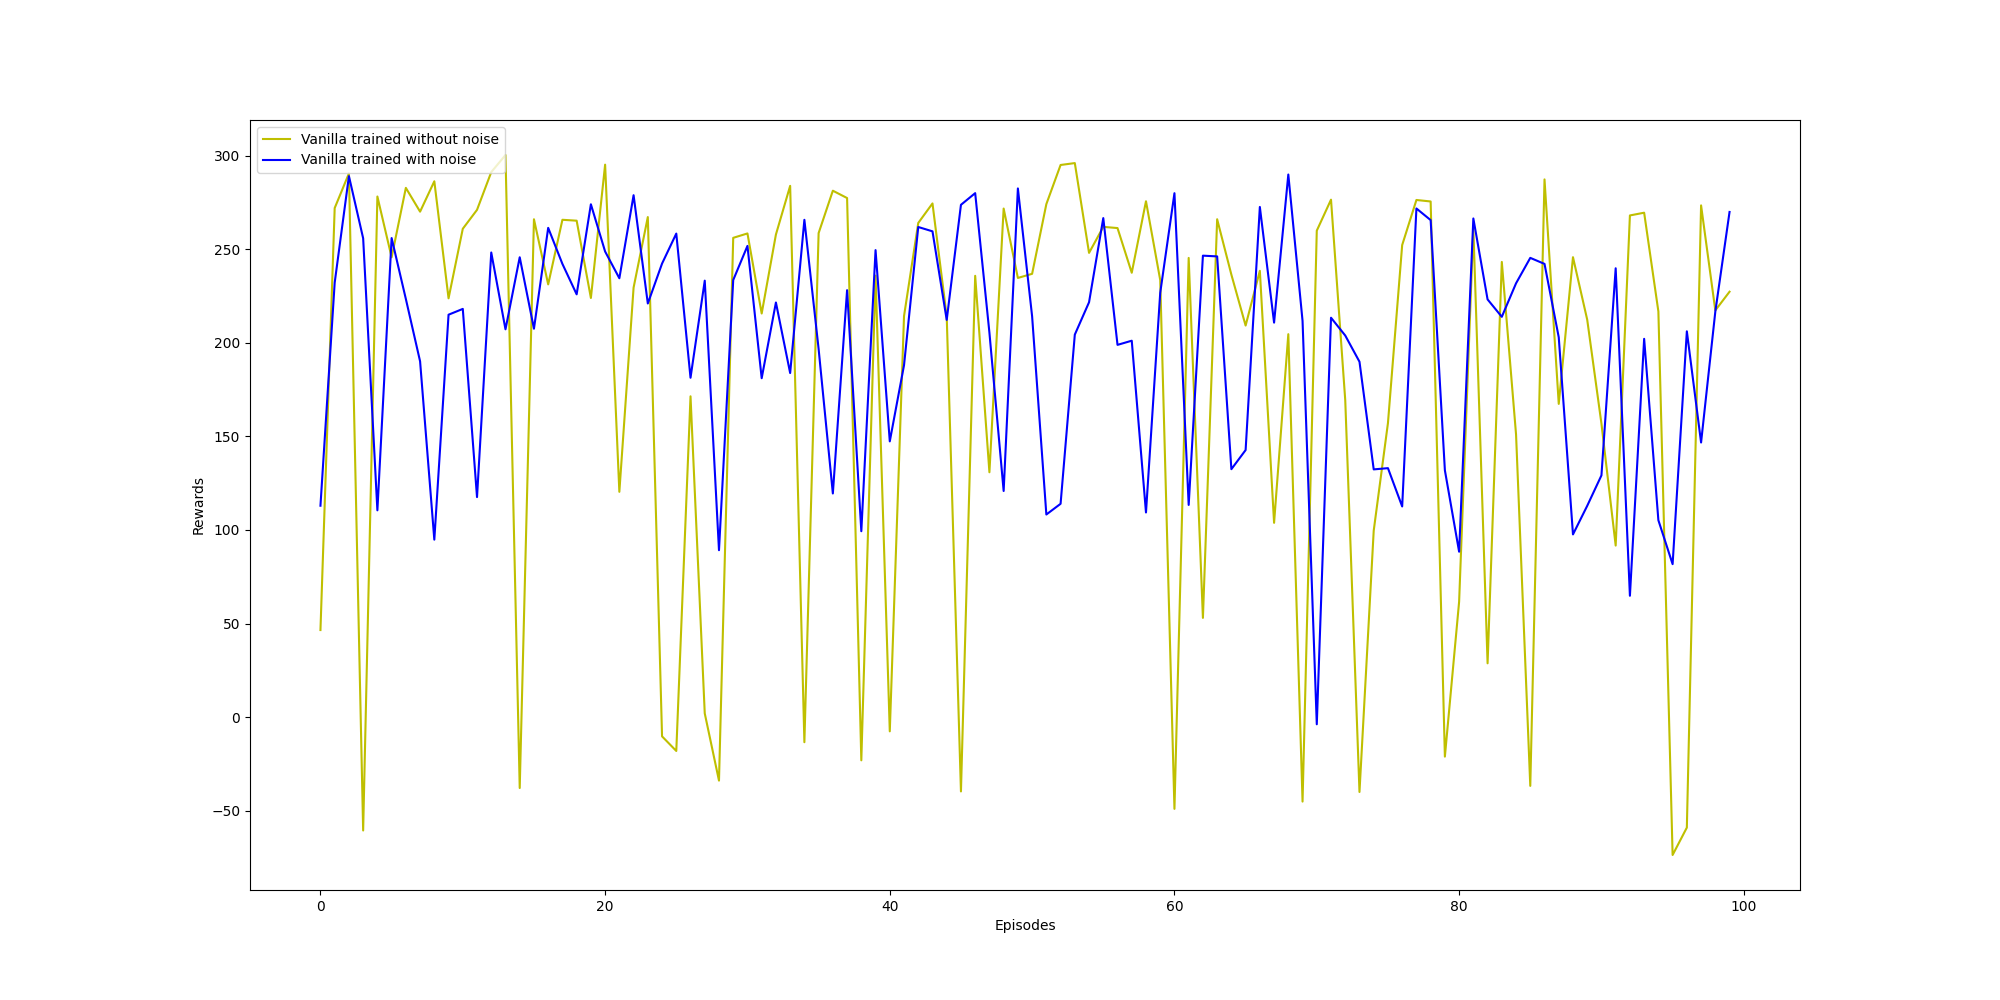 Vanilla trained without noise
Vanilla trained with noise
300
250
200
150
100
50
0
−50
Rewards
0 20 40 60 80 100
Episodes